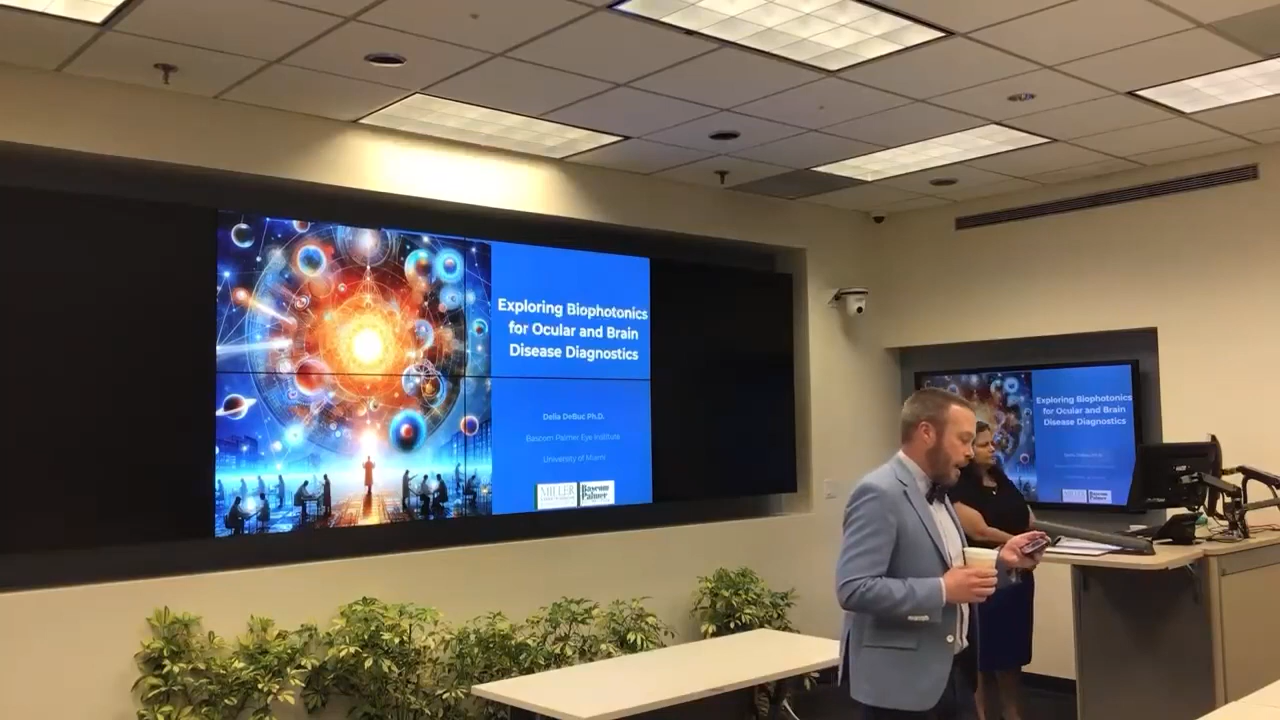 Exploring Biophotonics
for Ocular and Brain
Disease Diagnostics
Delia DeBuc Ph.D.
Bascom Palmer Eye Institute
University of Miami
MILLER
Bascom
Palmer
Exploring Biophotonics
for Ocular and Brain
Disease Diagnostics